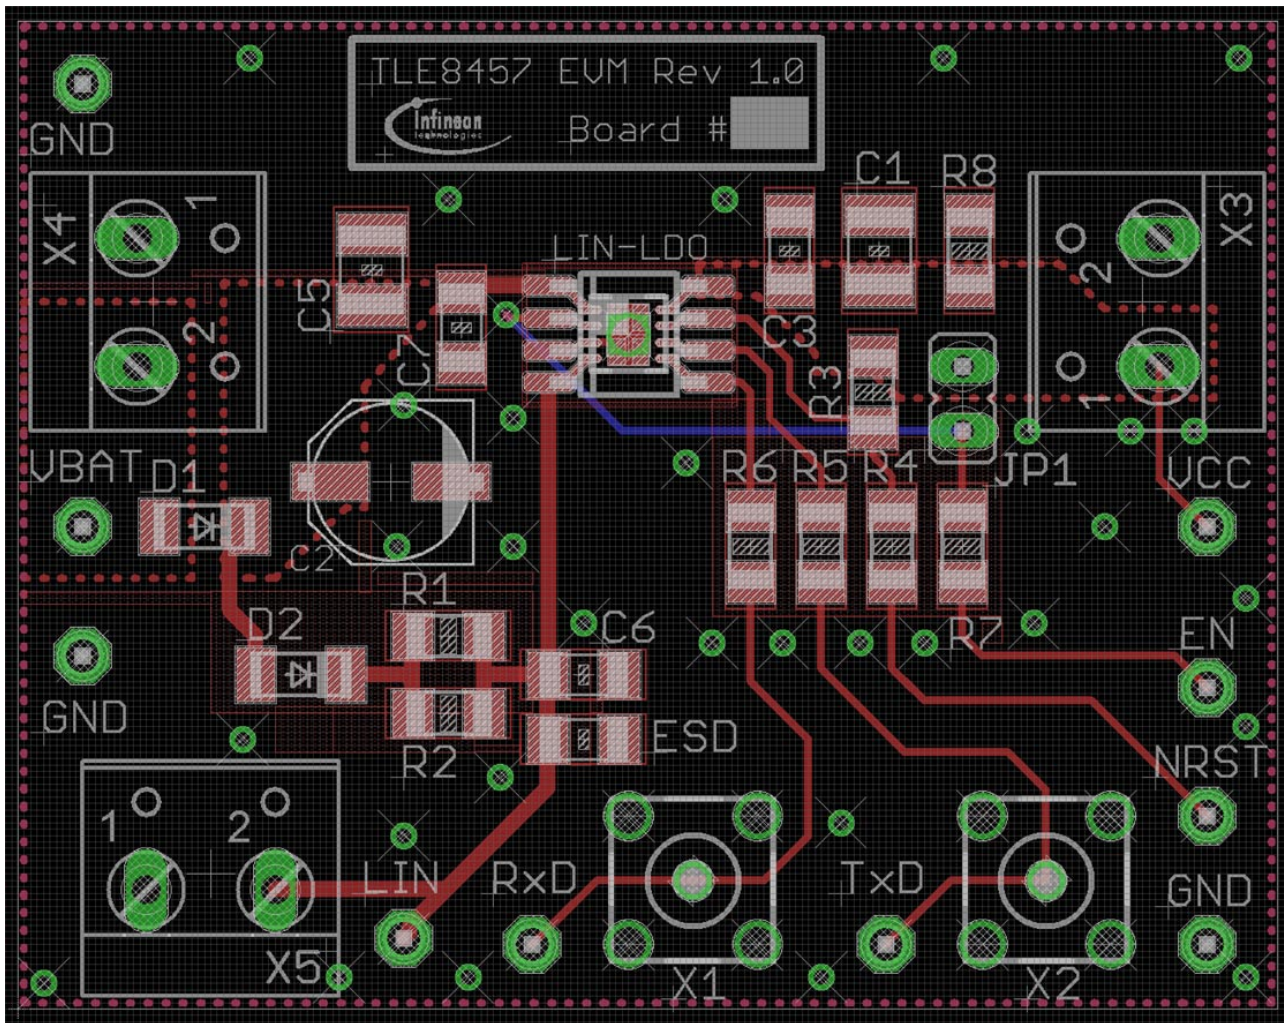 TLE8457 EVM Rev 1.0
infineon
technologies
Board #
GND
X4
1
2
C5
C7
LIN-LDO
C1
R8
C3
R3
X3
2
1
VBAT
D1
C2
R6
R5
R4
JP1
VCC
R1
D2
C6
R7
EN
GND
R2
ESD
NRST
1
2
LIN
RxD
TxD
GND
X5
X1
X2